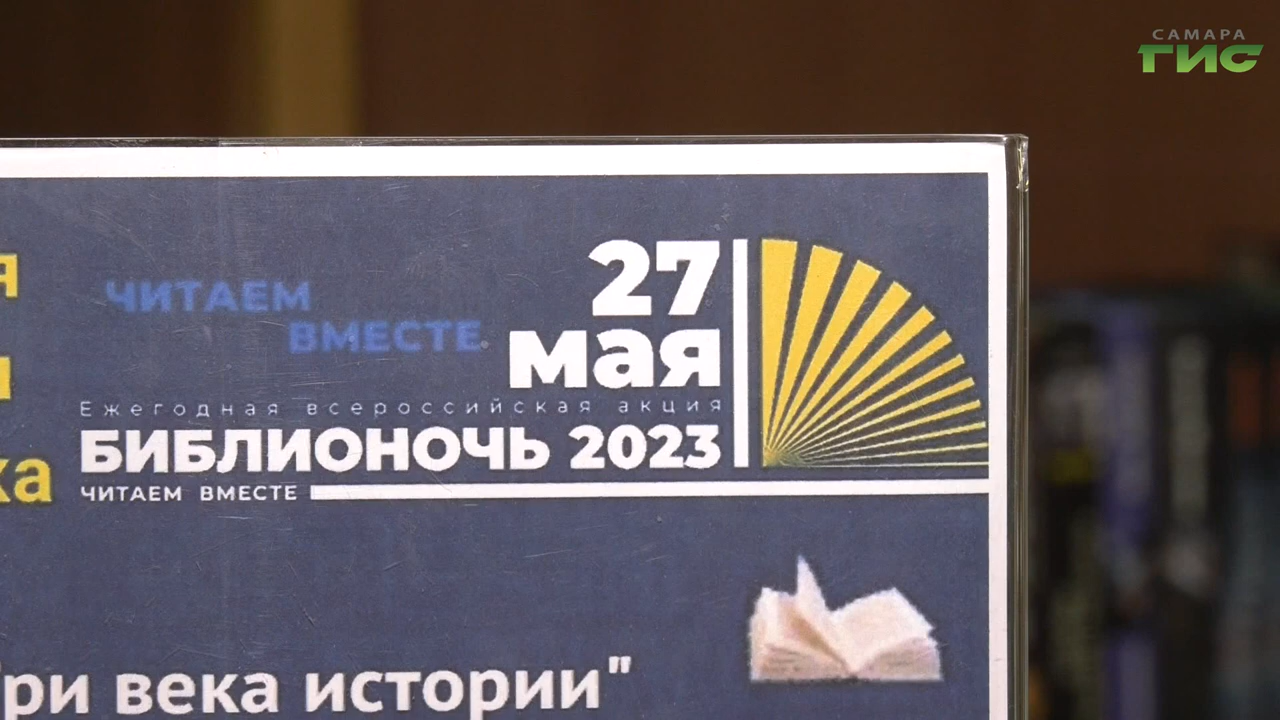 САМАРА
ГИС
27
мая
ЧИТАЕМ
ВМЕСТЕ
Ежегодная всероссийская акция
БИБЛИОНОЧЬ 2023
ЧИТАЕМ ВМЕСТЕ
ри века истории"